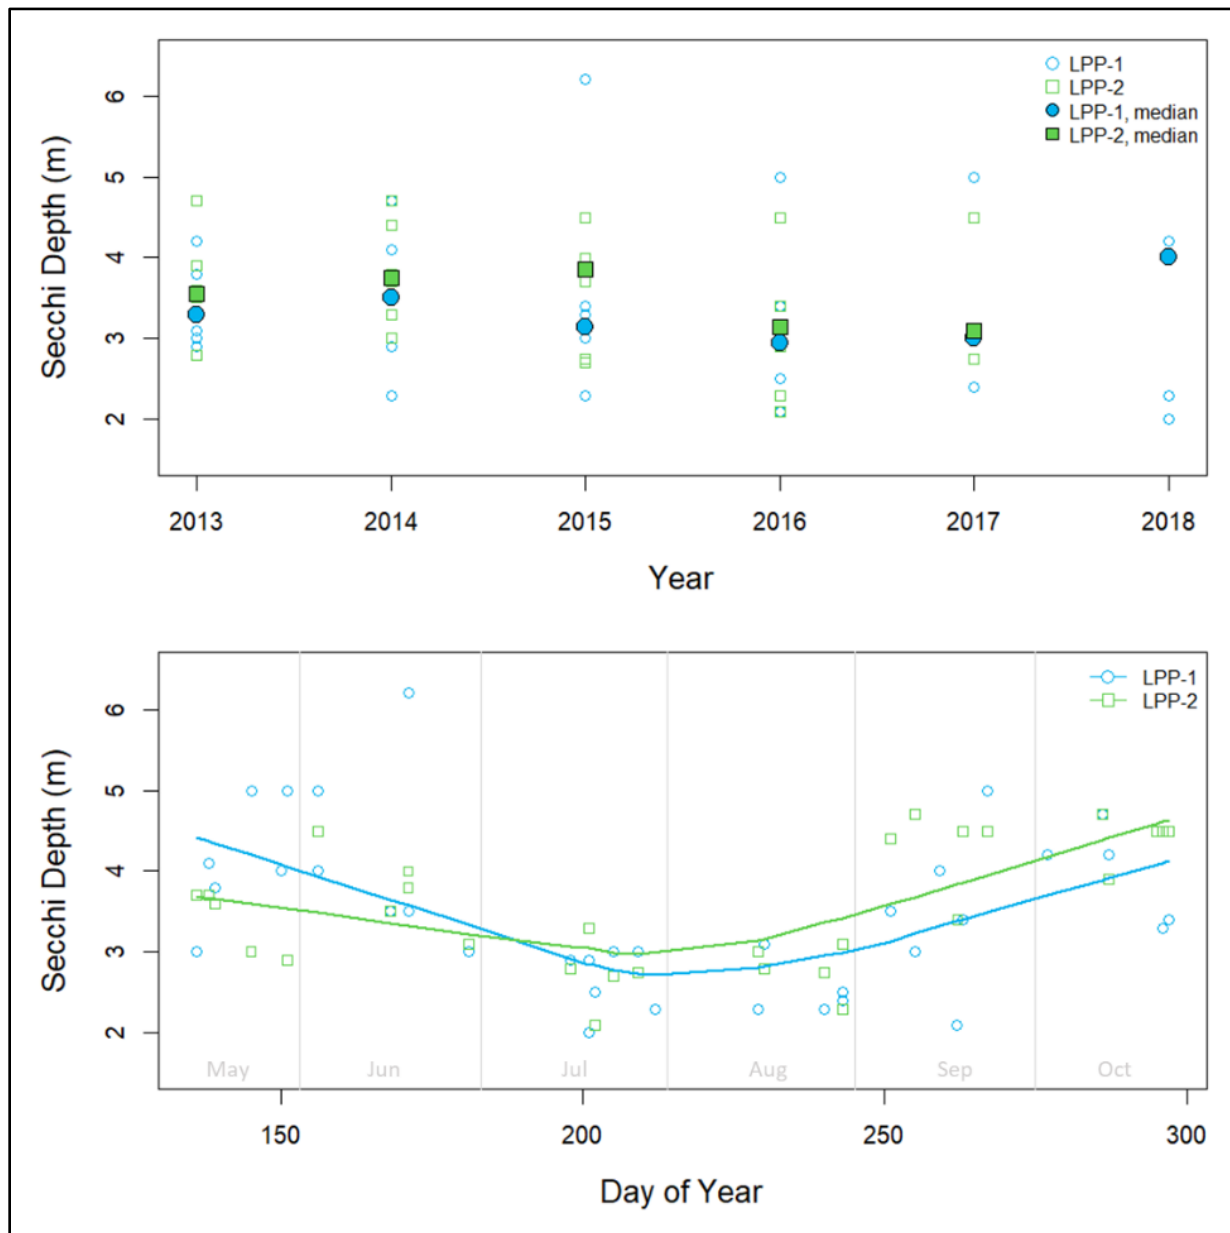 LPP-1
LPP-2
LPP-1, median
LPP-2, median
Secchi Depth (m)
6
5
4
3
2
2013 2014 2015 2016 2017 2018
Year
LPP-1
LPP-2
Secchi Depth (m)
6
5
4
3
2
May Jun Jul Aug Sep Oct
150 200 250 300
Day of Year